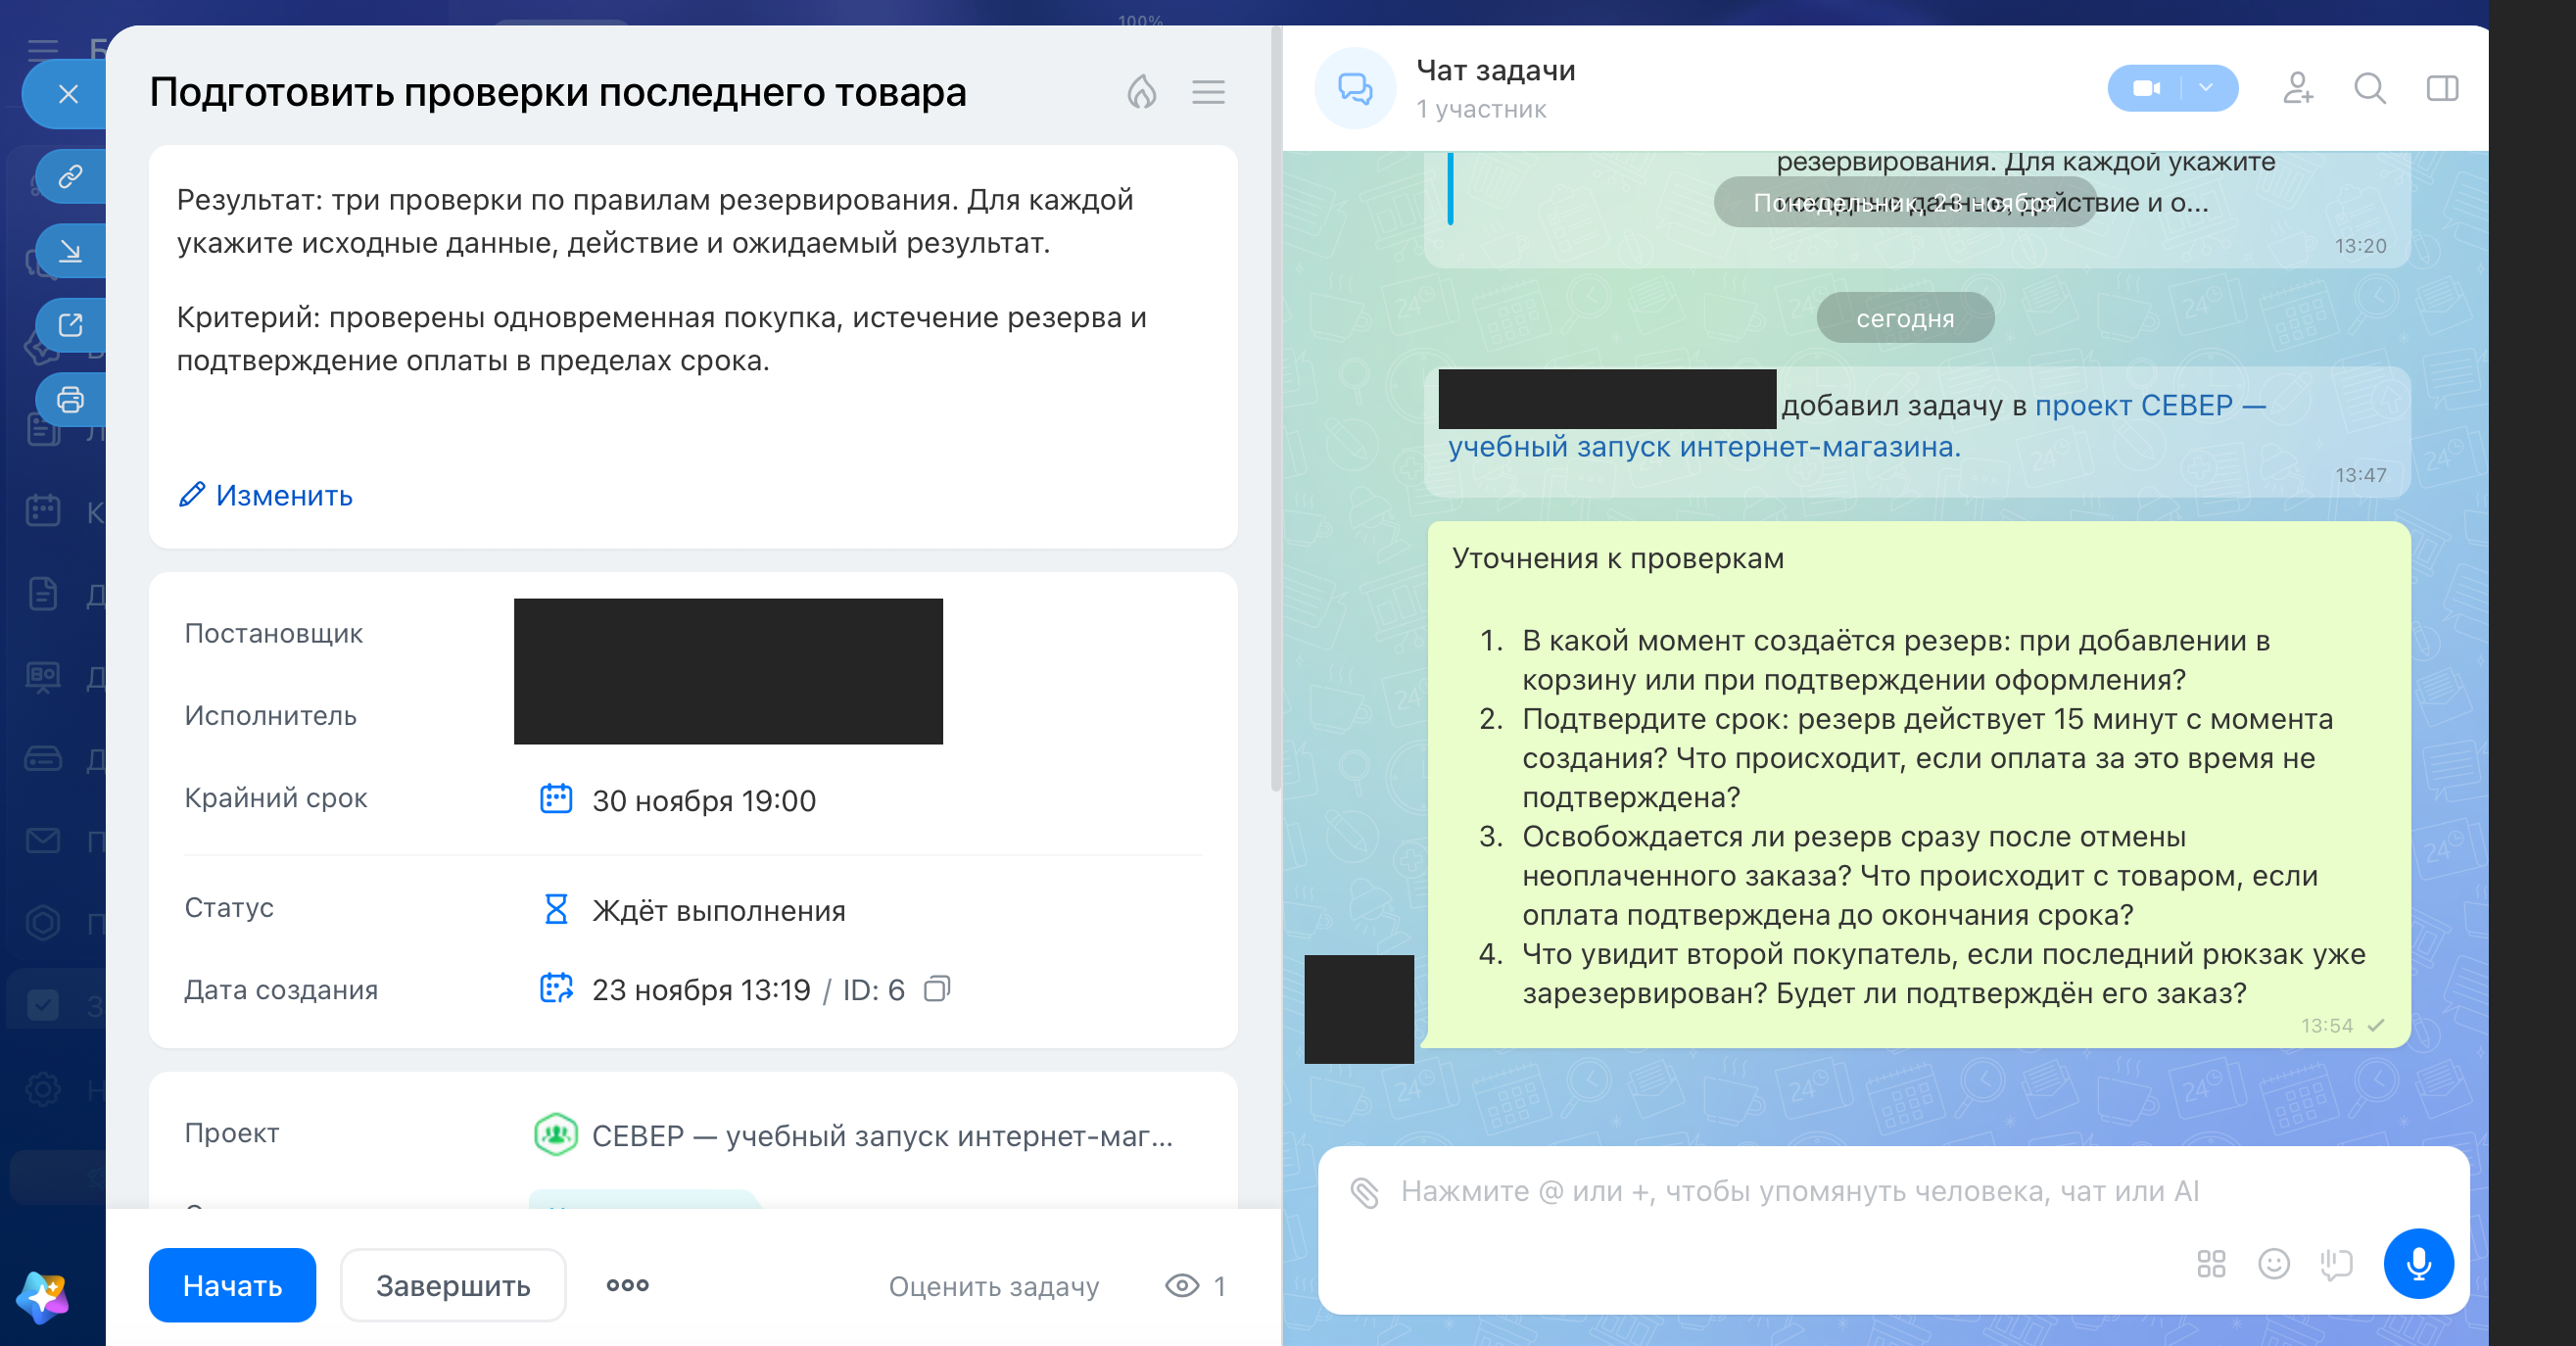 100%
Подготовить проверки последнего товара
Результат: три проверки по правилам резервирования. Для каждой
укажите исходные данные, действие и ожидаемый результат.
Критерий: проверены одновременная покупка, истечение резерва и
подтверждение оплаты в пределах срока.
Изменить
Постановщик
Исполнитель
Крайний срок
30 ноября 19:00
Статус
Ждёт выполнения
Дата создания
23 ноября 13:19 / ID: 6
Проект
СЕВЕР — учебный запуск интернет-маг...
Начать
Завершить
Оценить задачу
1
Чат задачи
1 участник
резервирования. Для каждой укажите
действие и о...
Понедельник, 23 ноября
13:20
сегодня
добавил задачу в проект СЕВЕР —
учебный запуск интернет-магазина.
13:47
Уточнения к проверкам
1. В какой момент создаётся резерв: при добавлении в
корзину или при подтверждении оформления?
2. Подтвердите срок: резерв действует 15 минут с момента
создания? Что происходит, если оплата за это время не
подтверждена?
3. Освобождается ли резерв сразу после отмены
неоплаченного заказа? Что происходит с товаром, если
оплата подтверждена до окончания срока?
4. Что увидит второй покупатель, если последний рюкзак уже
зарезервирован? Будет ли подтверждён его заказ?
13:54
Нажмите @ или +, чтобы упомянуть человека, чат или AI